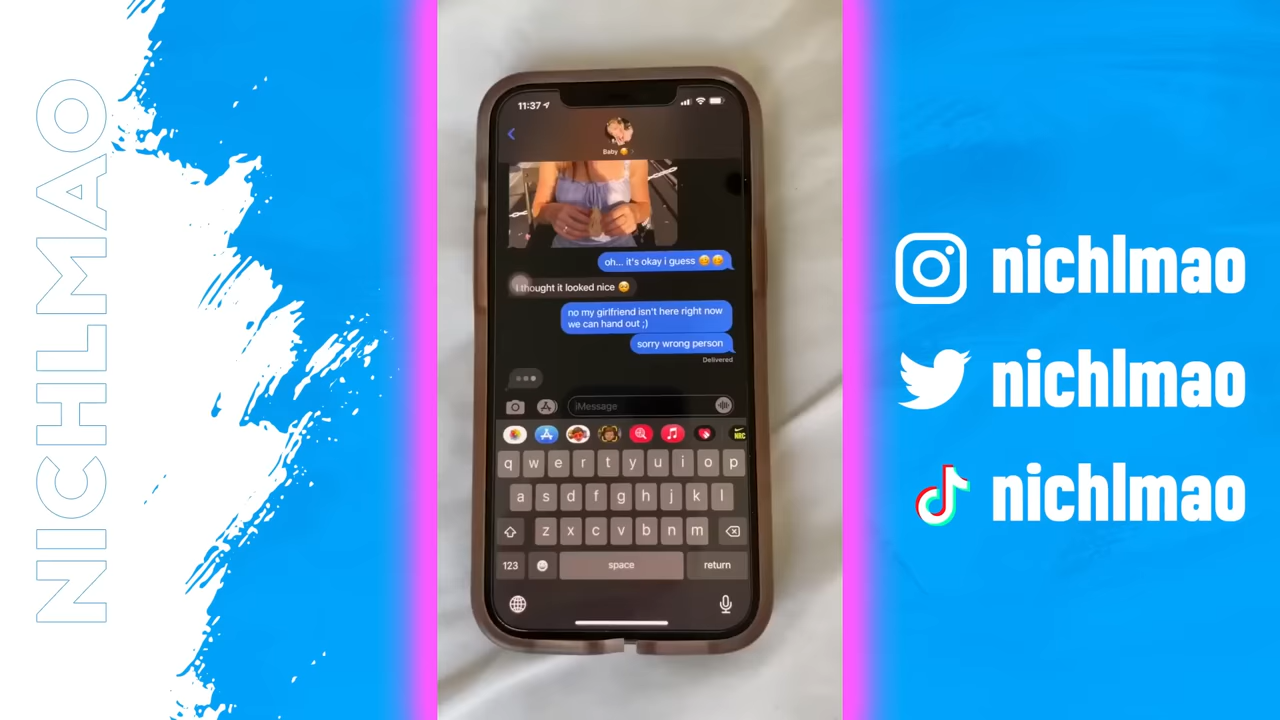 NICHLMAO
11:37
Baby
oh... it's okay i guess 🥺🥺
I thought it looked nice 🥺
no my girlfriend isn't here right now
we can hand out ;)
sorry wrong person
Delivered
iMessage
NRC
q w e r t y u i o p
a s d f g h j k l
z x c v b n m
123 space return
nichlmao
nichlmao
nichlmao